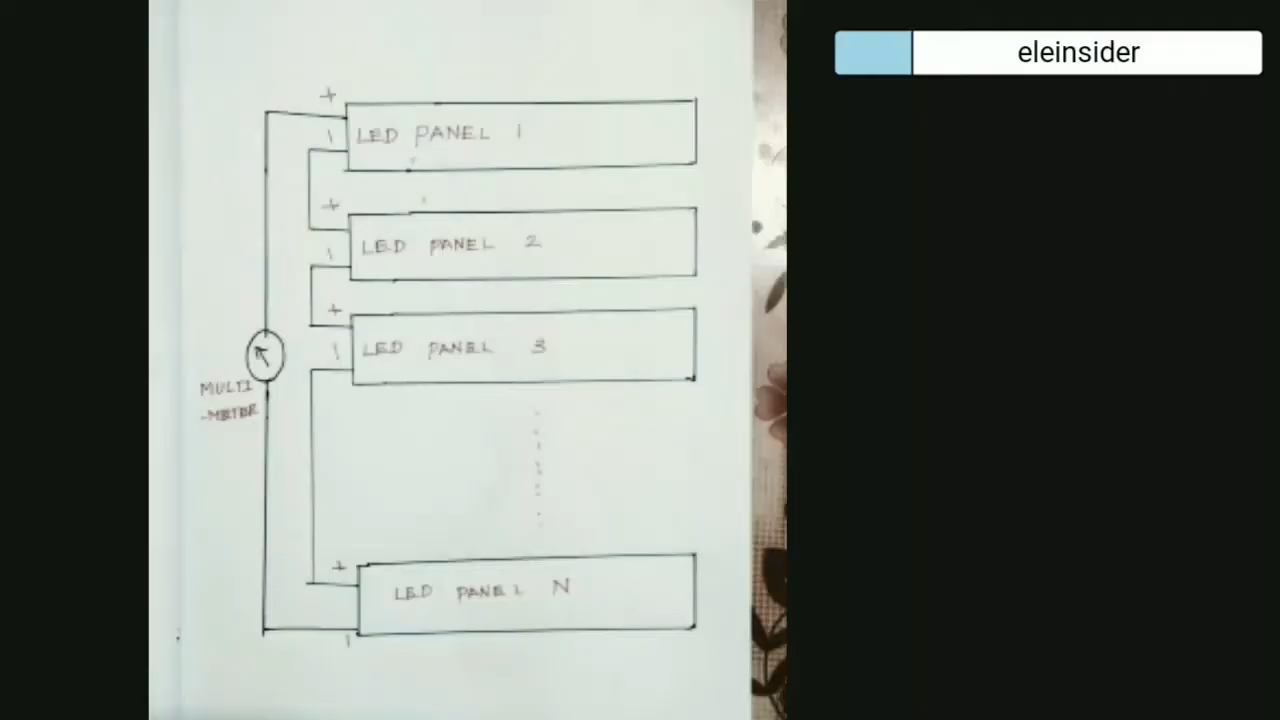 eleinsider
+
LED PANEL 1
+
LED PANEL 2
+
LED PANEL 3
MULTI
-METER
+
LED PANEL N